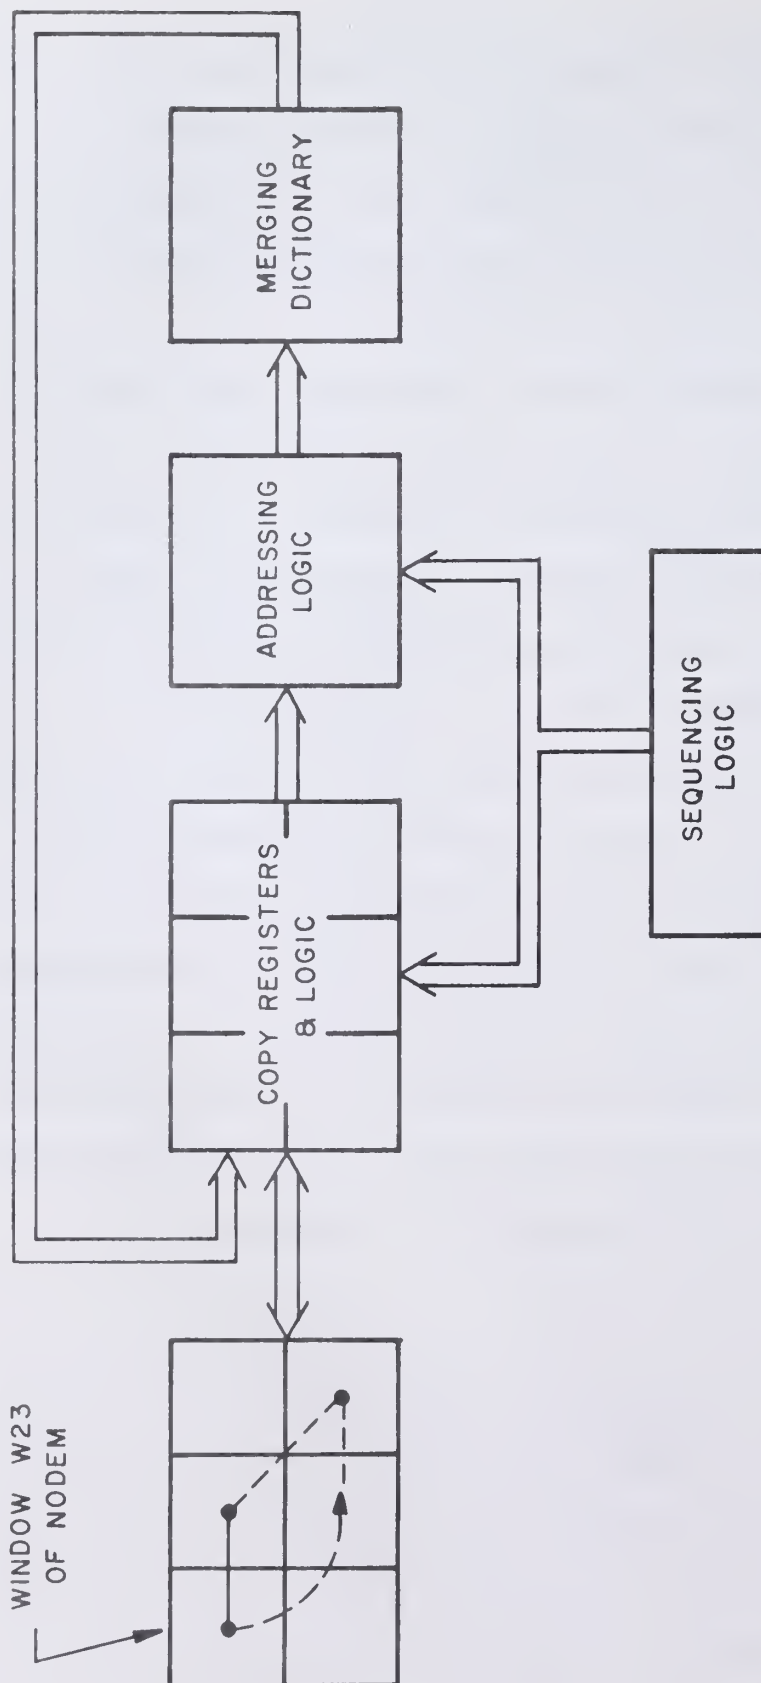 WINDOW W23
OF NODEM
COPY REGISTERS
& LOGIC
ADDRESSING
LOGIC
MERGING
DICTIONARY
SEQUENCING
LOGIC